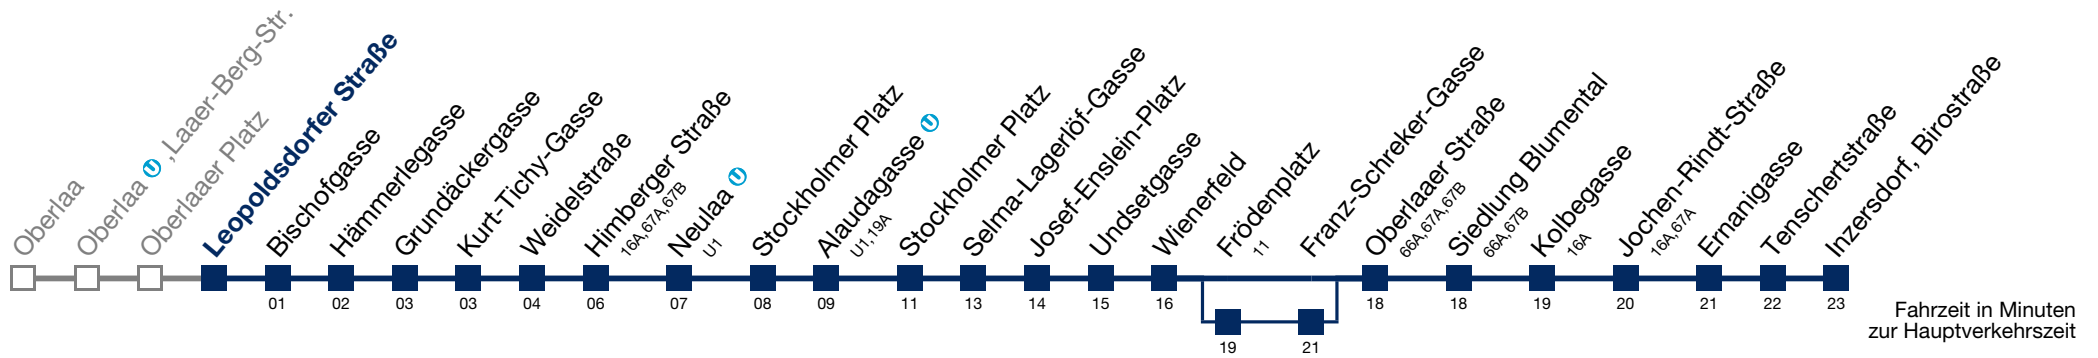 Oberlaa
Oberlaa U, Laaer-Berg-Str.
Oberlaaer Platz
Leopoldsdorfer Straße
Bischofgasse
01
Hämmerlegasse
02
Grundäckergasse
03
Kurt-Tichy-Gasse
03
Weidelstraße
04
Himberger Straße
16A,67A,67B
06
Neulaa U
U1
07
Stockholmer Platz
08
Alaudagasse U
U1,19A
09
Stockholmer Platz
11
Selma-Lagerlöf-Gasse
13
Josef-Enslein-Platz
14
Undsetgasse
15
Wienerfeld
16
Frödenplatz
11
19
Franz-Schreker-Gasse
21
Oberlaaer Straße
66A,67A,67B
18
Siedlung Blumental
66A,67B
18
Kolbegasse
16A
19
Jochen-Rindt-Straße
16A,67A
20
Ernanigasse
21
Tenschertstraße
22
Inzersdorf, Birostraße
23
Fahrzeit in Minuten
zur Hauptverkehrszeit